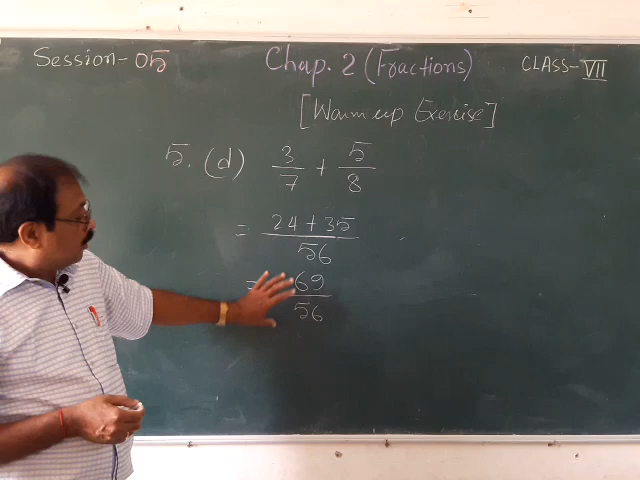 Session-05 Chap. 2 (Fractions) CLASS-VII
[Warm up Exercise]
5. (d) 3/7 + 5/8
= 24 + 35 / 56
= 69 / 56